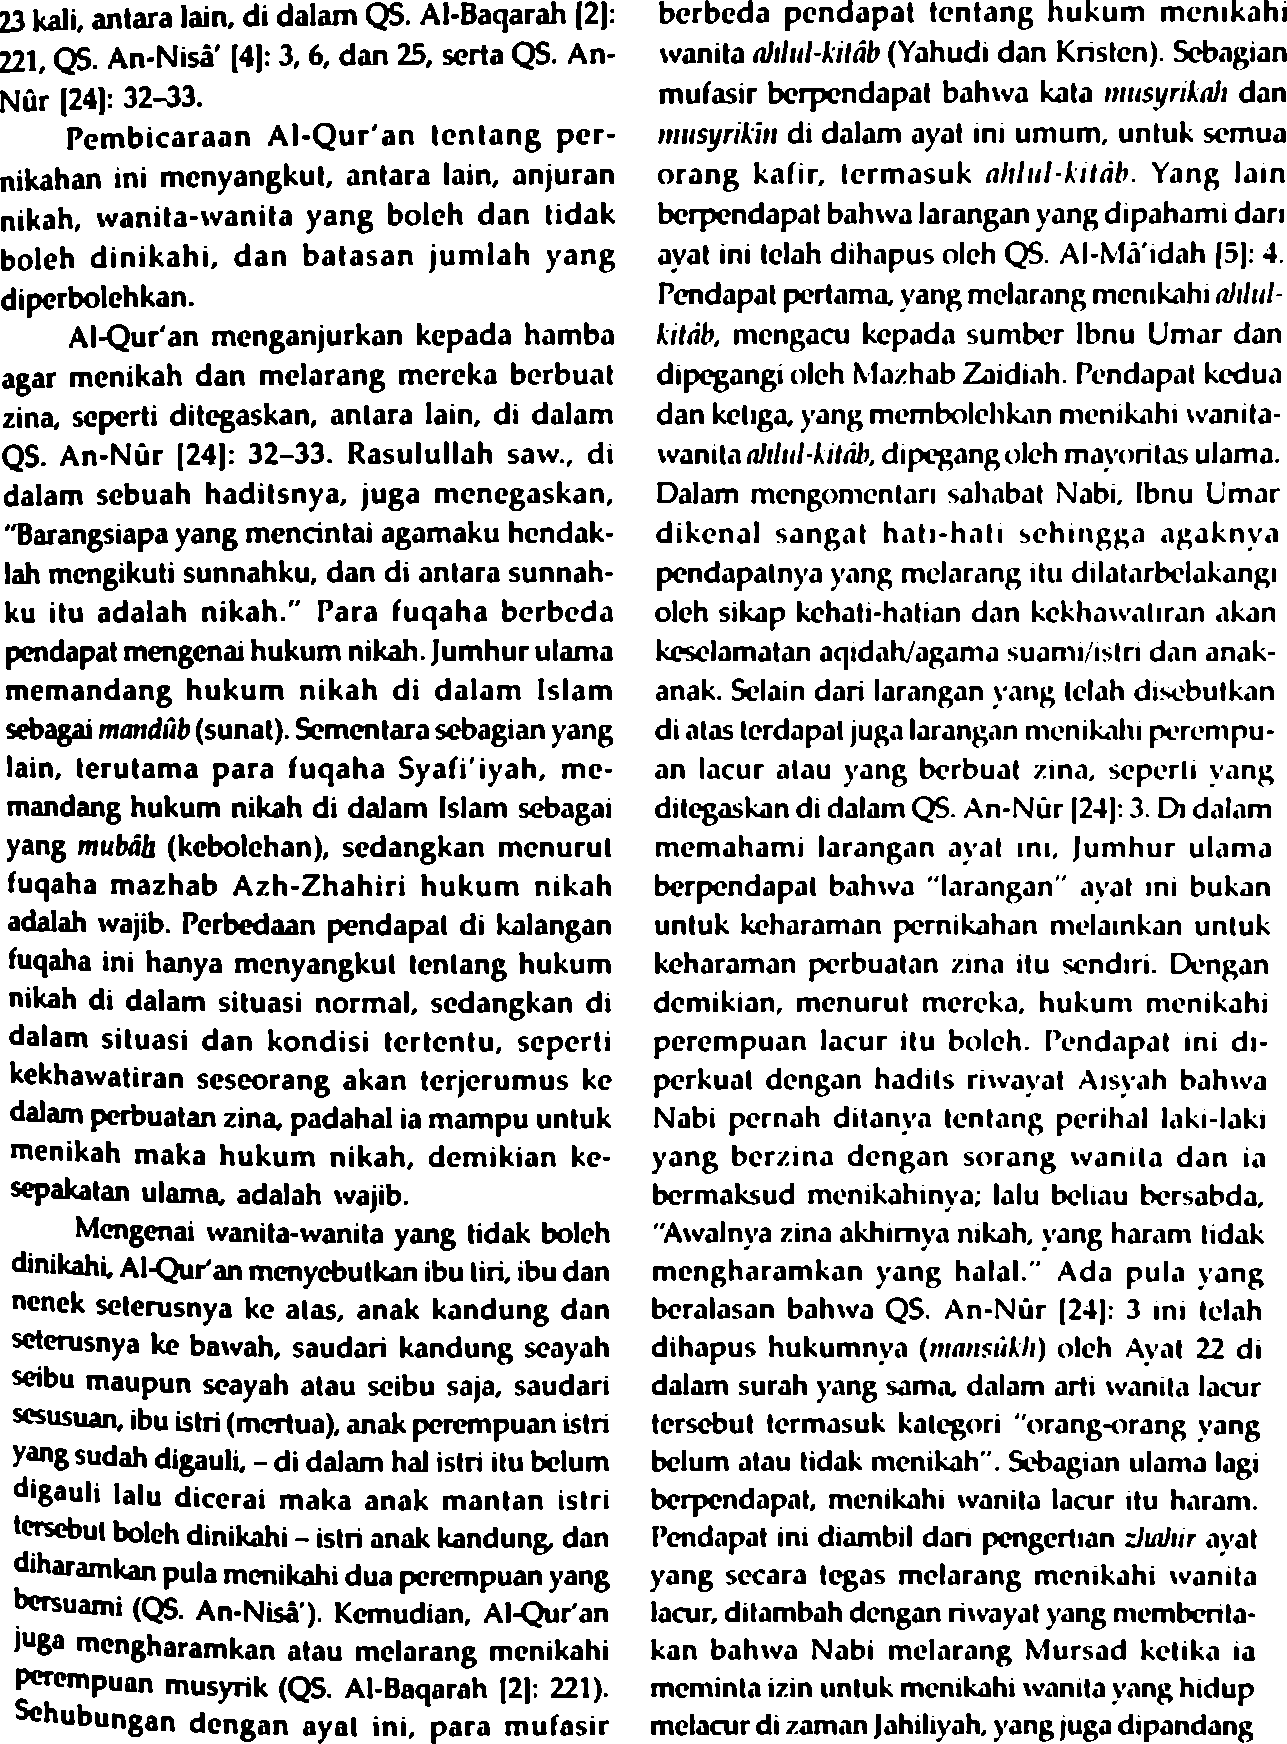 23 kali, antara lain, di dalam QS. Al-Baqarah [2]:
221, QS. An-Nisâ' [4]: 3, 6, dan 25, serta QS. An-
Nûr [24]: 32–33.
Pembicaraan Al-Qur'an tentang per-
nikahan ini menyangkut, antara lain, anjuran
nikah, wanita-wanita yang boleh dan tidak
boleh dinikahi, dan batasan jumlah yang
diperbolehkan.
Al-Qur'an menganjurkan kepada hamba
agar menikah dan melarang mereka berbuat
zina, seperti ditegaskan, antara lain, di dalam
QS. An-Nûr [24]: 32–33. Rasulullah saw., di
dalam sebuah haditsnya, juga menegaskan,
"Barangsiapa yang mencintai agamaku hendak-
lah mengikuti sunnahku, dan di antara sunnah-
ku itu adalah nikah." Para fuqaha berbeda
pendapat mengenai hukum nikah. Jumhur ulama
memandang hukum nikah di dalam Islam
sebagai mandûb (sunat). Sementara sebagian yang
lain, terutama para fuqaha Syafi'iyah, me-
mandang hukum nikah di dalam Islam sebagai
yang mubâh (kebolehan), sedangkan menurut
fuqaha mazhab Azh-Zhahiri hukum nikah
adalah wajib. Perbedaan pendapat di kalangan
fuqaha ini hanya menyangkut tentang hukum
nikah di dalam situasi normal, sedangkan di
dalam situasi dan kondisi tertentu, seperti
kekhawatiran seseorang akan terjerumus ke
dalam perbuatan zina, padahal ia mampu untuk
menikah maka hukum nikah, demikian ke-
sepakatan ulama, adalah wajib.
Mengenai wanita-wanita yang tidak boleh
dinikahi, Al-Qur'an menyebutkan ibu tiri, ibu dan
nenek seterusnya ke atas, anak kandung dan
seterusnya ke bawah, saudari kandung seayah
seibu maupun seayah atau seibu saja, saudari
sesusuan, ibu istri (mertua), anak perempuan istri
yang sudah digauli, – di dalam hal istri itu belum
digauli lalu dicerai maka anak mantan istri
tersebut boleh dinikahi – istri anak kandung, dan
diharamkan pula menikahi dua perempuan yang
bersuami (QS. An-Nisâ'). Kemudian, Al-Qur'an
juga mengharamkan atau melarang menikahi
perempuan musyrik (QS. Al-Baqarah [2]: 221).
Sehubungan dengan ayat ini, para mufasir
berbeda pendapat tentang hukum menikahi
wanita ahlul-kitâb (Yahudi dan Kristen). Sebagian
mufasir berpendapat bahwa kata musyrikah dan
musyrikîn di dalam ayat ini umum, untuk semua
orang kafir, termasuk ahlul-kitâb. Yang lain
berpendapat bahwa larangan yang dipahami dari
ayat ini telah dihapus oleh QS. Al-Mâ'idah [5]: 4.
Pendapat pertama, yang melarang menikahi ahlul-
kitâb, mengacu kepada sumber Ibnu Umar dan
dipegangi oleh Mazhab Zaidiah. Pendapat kedua
dan ketiga, yang membolehkan menikahi wanita-
wanita ahlul-kitâb, dipegang oleh mayoritas ulama.
Dalam mengomentari sahabat Nabi, Ibnu Umar
dikenal sangat hati-hati sehingga agaknya
pendapatnya yang melarang itu dilatarbelakangi
oleh sikap kehati-hatian dan kekhawatiran akan
keselamatan aqidah/agama suami/istri dan anak-
anak. Selain dari larangan yang telah disebutkan
di atas terdapat juga larangan menikahi perempu-
an lacur atau yang berbuat zina, seperti yang
ditegaskan di dalam QS. An-Nûr [24]: 3. Di dalam
memahami larangan ayat ini, Jumhur ulama
berpendapat bahwa "larangan" ayat ini bukan
untuk keharaman pernikahan melainkan untuk
keharaman perbuatan zina itu sendiri. Dengan
demikian, menurut mereka, hukum menikahi
perempuan lacur itu boleh. Pendapat ini di-
perkuat dengan hadits riwayat Aisyah bahwa
Nabi pernah ditanya tentang perihal laki-laki
yang berzina dengan sorang wanita dan ia
bermaksud menikahinya; lalu beliau bersabda,
"Awalnya zina akhirnya nikah, yang haram tidak
mengharamkan yang halal." Ada pula yang
beralasan bahwa QS. An-Nûr [24]: 3 ini telah
dihapus hukumnya (mansûkh) oleh Ayat 22 di
dalam surah yang sama, dalam arti wanita lacur
tersebut termasuk kategori "orang-orang yang
belum atau tidak menikah". Sebagian ulama lagi
berpendapat, menikahi wanita lacur itu haram.
Pendapat ini diambil dari pengertian zhahir ayat
yang secara tegas melarang menikahi wanita
lacur, ditambah dengan riwayat yang memberita-
kan bahwa Nabi melarang Mursad ketika ia
meminta izin untuk menikahi wanita yang hidup
melacur di zaman Jahiliyah, yang juga dipandang